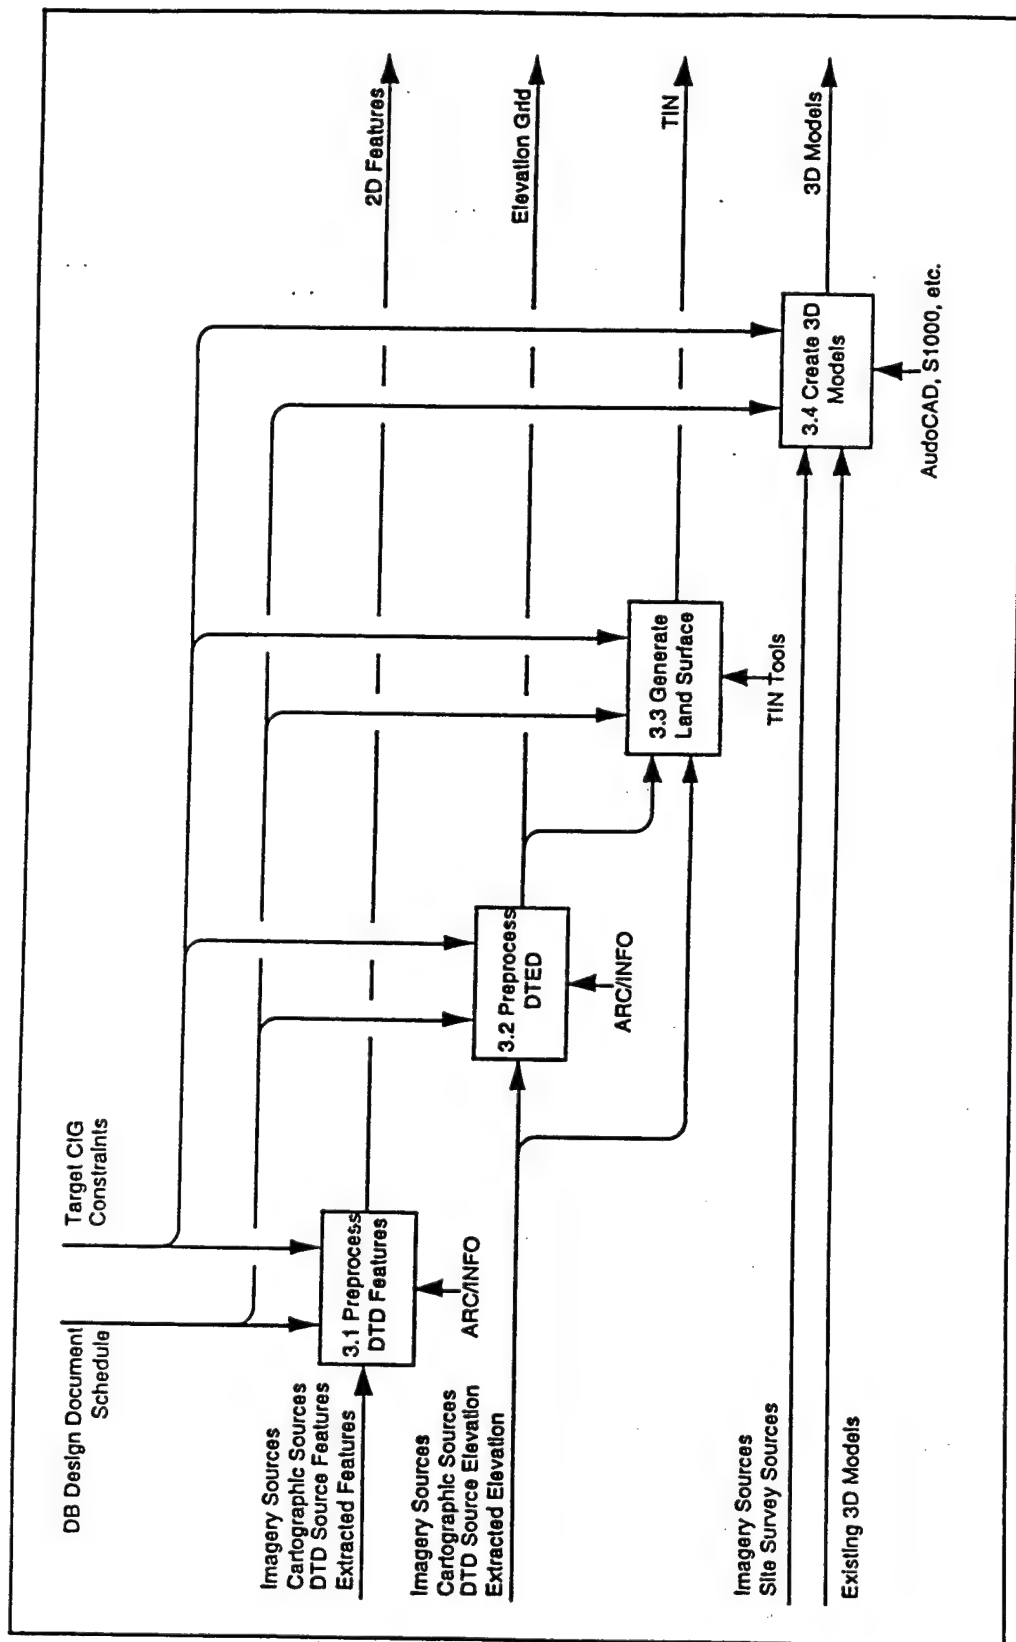 DB Design Document
Schedule
Target CIG
Constraints
Imagery Sources
Cartographic Sources
DTD Source Features
Extracted Features
3.1 Preprocess
DTD Features
ARC/INFO
2D Features
Imagery Sources
Cartographic Sources
DTD Source Elevation
Extracted Elevation
3.2 Preprocess
DTED
ARC/INFO
Elevation Grid
3.3 Generate
Land Surface
TIN Tools
TIN
Imagery Sources
Site Survey Sources
Existing 3D Models
3.4 Create 3D
Models
AudoCAD, S1000, etc.
3D Models